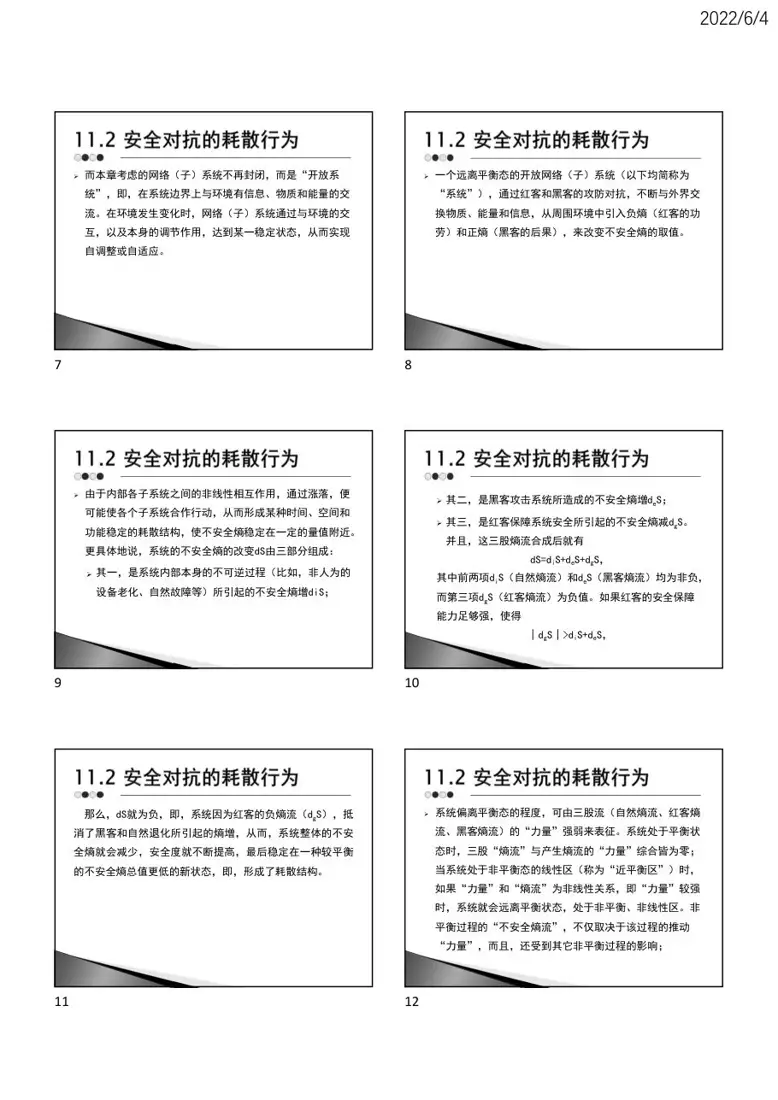 2022/6/4
11.2 安全对抗的耗散行为
➢ 而本章考虑的网络（子）系统不再封闭，而是“开放系
统”，即，在系统边界上与环境有信息、物质和能量的交
流。在环境发生变化时，网络（子）系统通过与环境的交
互，以及本身的调节作用，达到某一稳定状态，从而实现
自调整或自适应。
7
11.2 安全对抗的耗散行为
➢ 一个远离平衡态的开放网络（子）系统（以下均简称为
“系统”），通过红客和黑客的攻防对抗，不断与外界交
换物质、能量和信息，从周围环境中引入负熵（红客的功
劳）和正熵（黑客的后果），来改变不安全熵的取值。
8
11.2 安全对抗的耗散行为
➢ 由于内部各子系统之间的非线性相互作用，通过涨落，便
可能使各个子系统合作行动，从而形成某种时间、空间和
功能稳定的耗散结构，使不安全熵稳定在一定的量值附近。
更具体地说，系统的不安全熵的改变dS由三部分组成：
➢ 其一，是系统内部本身的不可逆过程（比如，非人为的
设备老化、自然故障等）所引起的不安全熵增diS；
9
11.2 安全对抗的耗散行为
➢ 其二，是黑客攻击系统所造成的不安全熵增dₑS；
➢ 其三，是红客保障系统安全所引起的不安全熵减d_gS。
并且，这三股熵流合成后就有
dS=dᵢS+dₑS+d_gS，
其中前两项dᵢS（自然熵流）和dₑS（黑客熵流）均为非负，
而第三项d_gS（红客熵流）为负值。如果红客的安全保障
能力足够强，使得
｜d_gS｜>dᵢS+dₑS，
10
11.2 安全对抗的耗散行为
那么，dS就为负，即，系统因为红客的负熵流（d_gS），抵
消了黑客和自然退化所引起的熵增，从而，系统整体的不安
全熵就会减少，安全度就不断提高，最后稳定在一种较平衡
的不安全熵总值更低的新状态，即，形成了耗散结构。
11
11.2 安全对抗的耗散行为
➢ 系统偏离平衡态的程度，可由三股流（自然熵流、红客熵
流、黑客熵流）的“力量”强弱来表征。系统处于平衡状
态时，三股“熵流”与产生熵流的“力量”综合皆为零；
当系统处于非平衡态的线性区（称为“近平衡区”）时，
如果“力量”和“熵流”为非线性关系，即“力量”较强
时，系统就会远离平衡状态，处于非平衡、非线性区。非
平衡过程的“不安全熵流”，不仅取决于该过程的推动
“力量”，而且，还受到其它非平衡过程的影响；
12